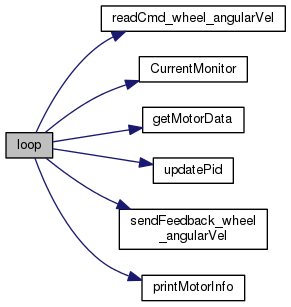 readCmd_wheel_angularVel
CurrentMonitor
getMotorData
loop
updatePid
sendFeedback_wheel
_angularVel
printMotorInfo